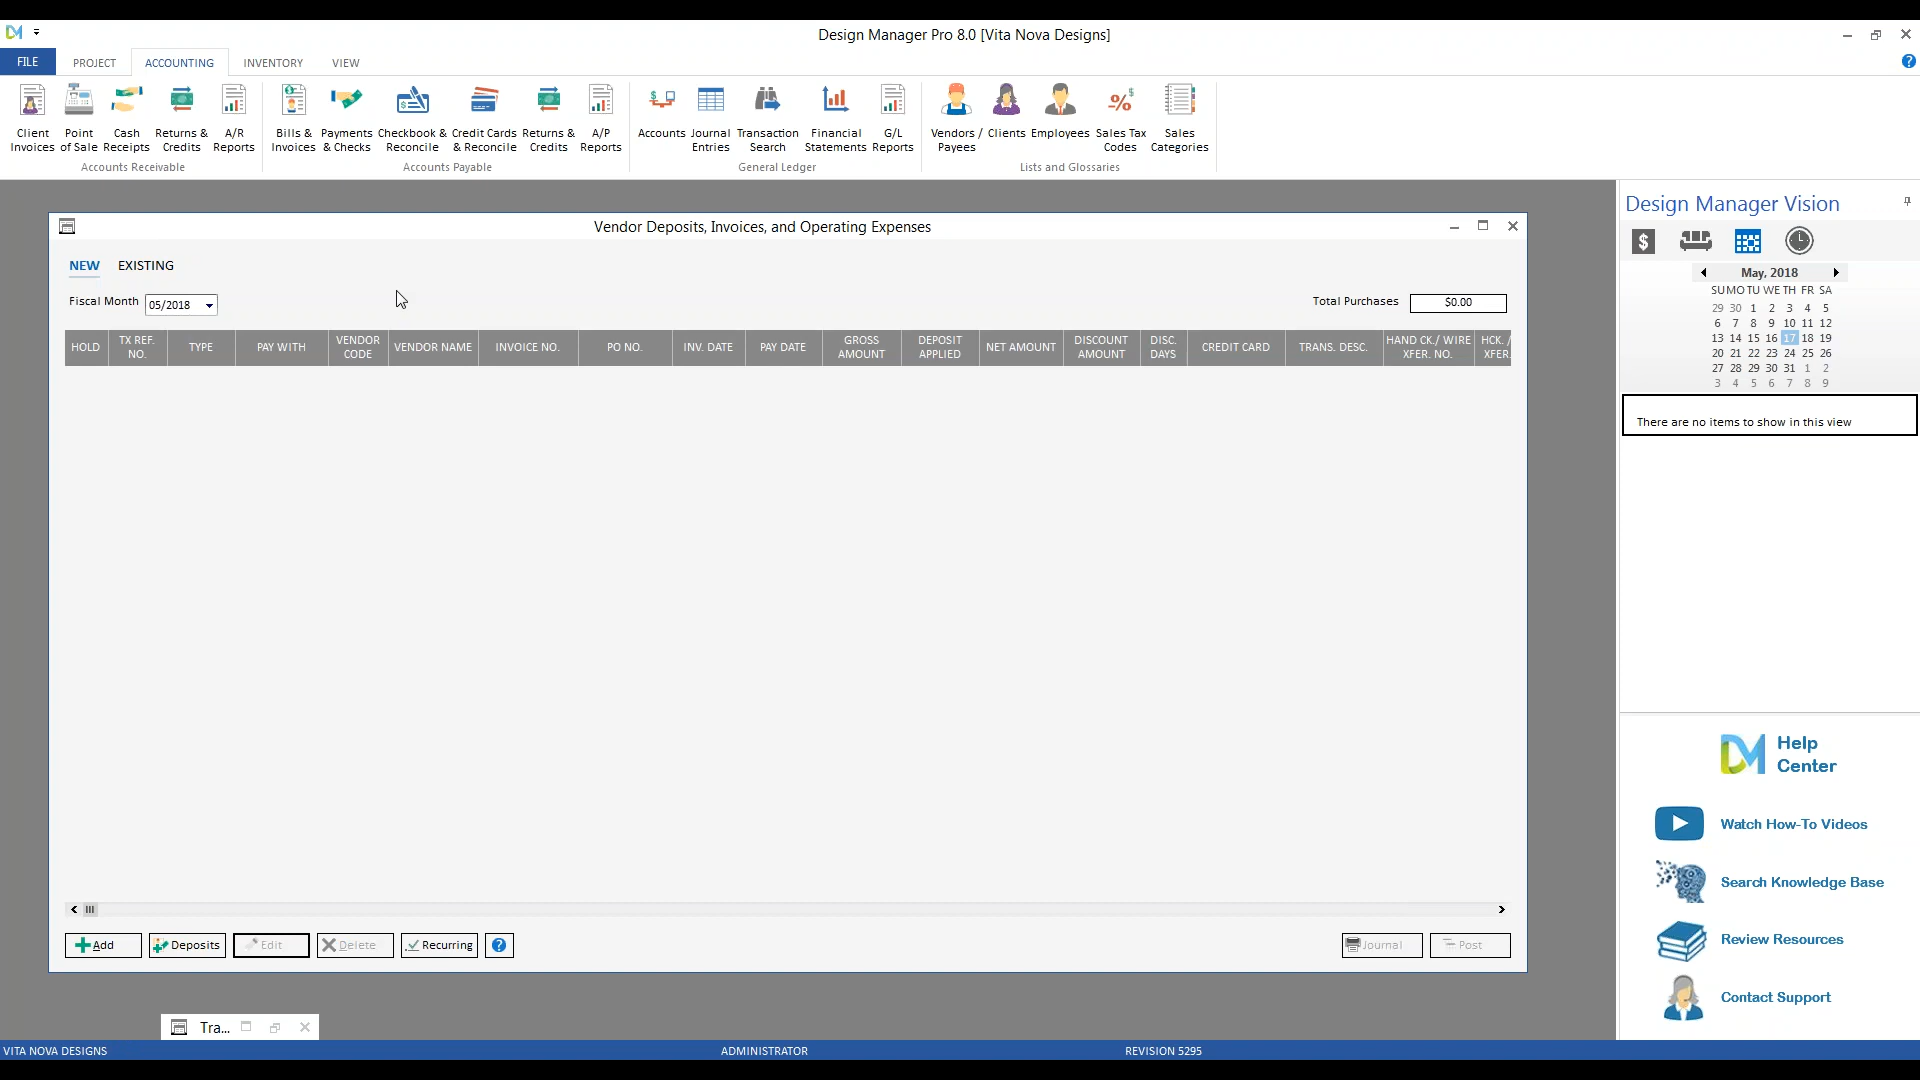 Design Manager Pro 8.0 [Vita Nova Designs]
FILE PROJECT ACCOUNTING INVENTORY VIEW
Client Invoices
Point of Sale
Cash Receipts
Returns & Credits
A/R Reports
Accounts Receivable
Bills & Invoices
Payments & Checks
Checkbook & Reconcile
Credit Cards & Reconcile
Returns & Credits
A/P Reports
Accounts Payable
Accounts
Journal Entries
Transaction Search
Financial Statements
G/L Reports
General Ledger
Vendors / Payees
Clients
Employees
Sales Tax Codes
Sales Categories
Lists and Glossaries
Vendor Deposits, Invoices, and Operating Expenses
NEW EXISTING
Fiscal Month 05/2018
Total Purchases $0.00
HOLD
TX REF. NO.
TYPE
PAY WITH
VENDOR CODE
VENDOR NAME
INVOICE NO.
PO NO.
INV. DATE
PAY DATE
GROSS AMOUNT
DEPOSIT APPLIED
NET AMOUNT
DISCOUNT AMOUNT
DISC. DAYS
CREDIT CARD
TRANS. DESC.
HAND CK./ WIRE XFER. NO.
HCK. / XFER.
Add Deposits Edit Delete Recurring ? Journal Post
Tra...
Design Manager Vision
$
May, 2018
SU MO TU WE TH FR SA
29 30 1 2 3 4 5
6 7 8 9 10 11 12
13 14 15 16 17 18 19
20 21 22 23 24 25 26
27 28 29 30 31 1 2
3 4 5 6 7 8 9
There are no items to show in this view
DM Help Center
Watch How-To Videos
Search Knowledge Base
Review Resources
Contact Support
VITA NOVA DESIGNS ADMINISTRATOR REVISION 5295